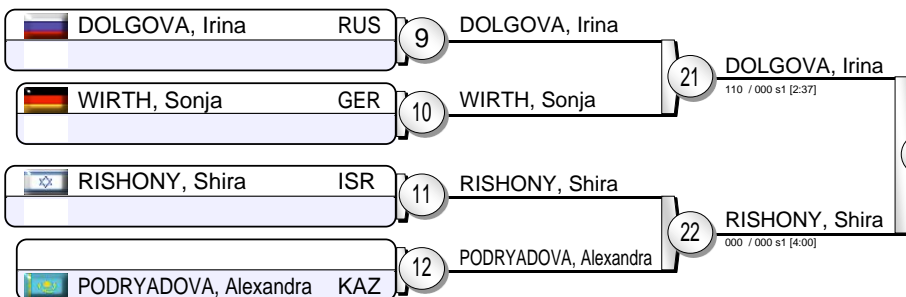 DOLGOVA, Irina RUS
9
DOLGOVA, Irina
WIRTH, Sonja GER
10
WIRTH, Sonja
21
DOLGOVA, Irina
110 / 000 s1 [2:37]
RISHONY, Shira ISR
11
RISHONY, Shira
PODRYADOVA, Alexandra KAZ
12
PODRYADOVA, Alexandra
22
RISHONY, Shira
000 / 000 s1 [4:00]